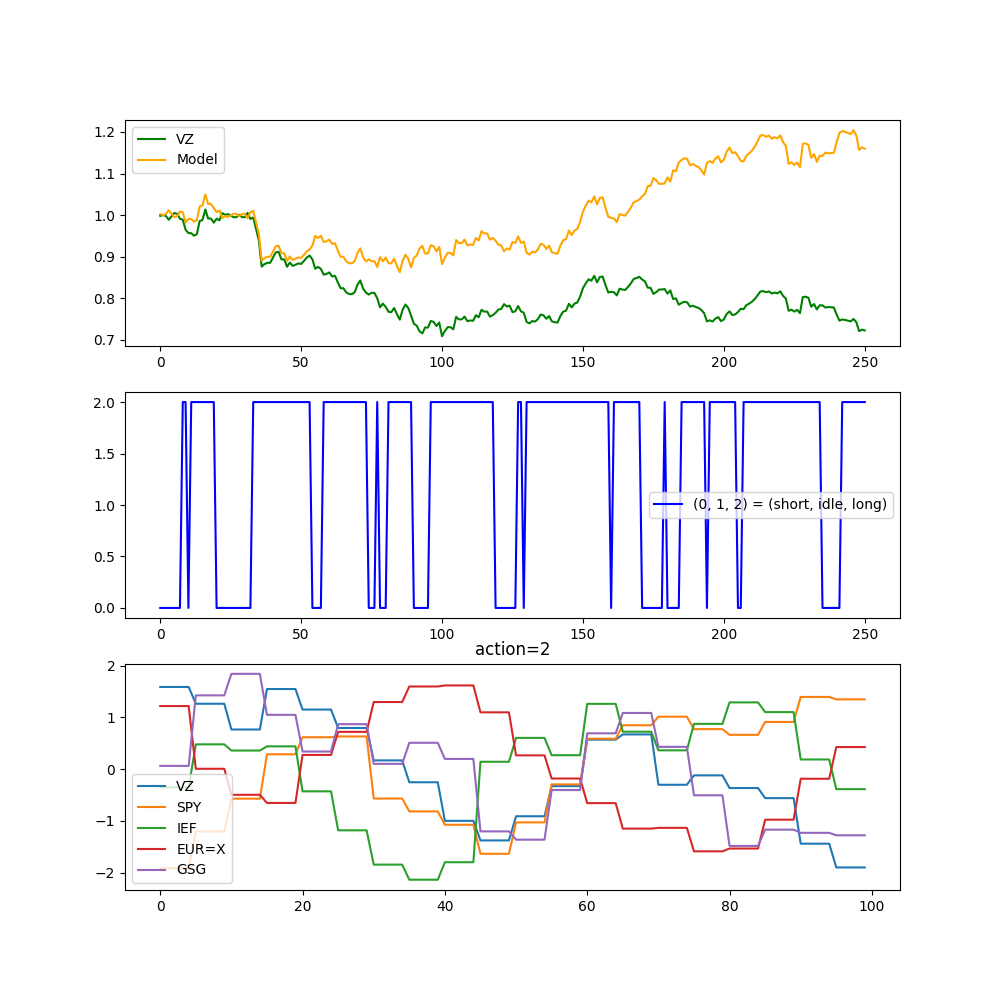 1.2
1.1
1.0
0.9
0.8
0.7
VZ
Model
0 50 100 150 200 250
2.0
1.5
1.0
0.5
0.0
(0, 1, 2) = (short, idle, long)
0 50 100 150 200 250
action=2
2
1
0
−1
−2
VZ
SPY
IEF
EUR=X
GSG
0 20 40 60 80 100